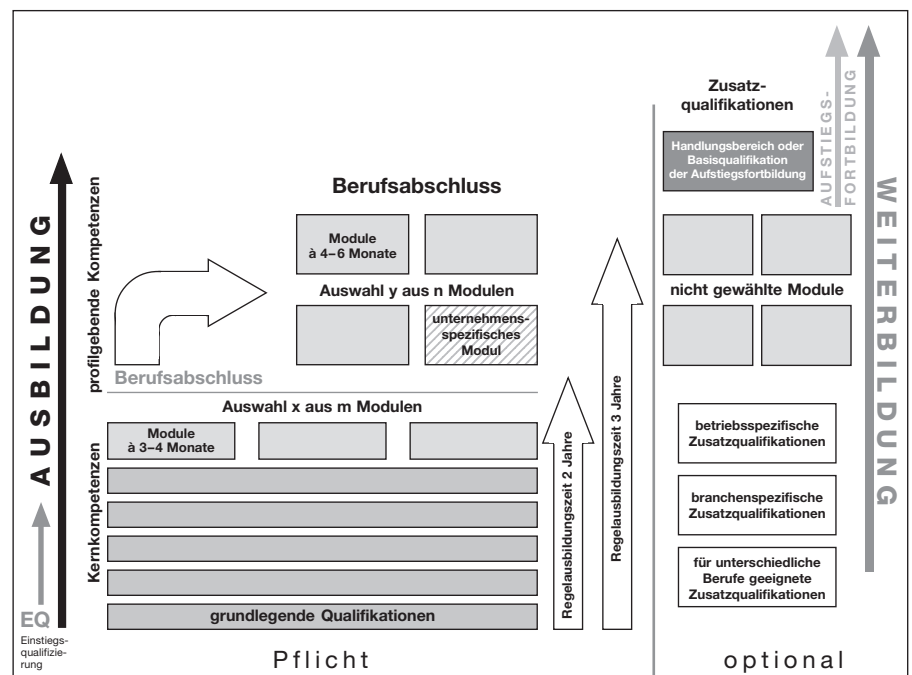 Zusatz-
qualifikationen
Handlungsbereich oder
Basisqualifikation
der Aufstiegsfortbildung
AUFSTIEGS-
FORTBILDUNG
WEITERBILDUNG
AUSBILDUNG
profilgebende Kompetenzen
Berufsabschluss
Module
à 4–6 Monate
Auswahl y aus n Modulen
unternehmens-
spezifisches
Modul
Berufsabschluss
nicht gewählte Module
Auswahl x aus m Modulen
Module
à 3–4 Monate
Kernkompetenzen
grundlegende Qualifikationen
Regelausbildungszeit 2 Jahre
Regelausbildungszeit 3 Jahre
betriebsspezifische
Zusatzqualifikationen
branchenspezifische
Zusatzqualifikationen
für unterschiedliche
Berufe geeignete
Zusatzqualifikationen
EQ
Einstiegs-
qualifizie-
rung
Pflicht
optional